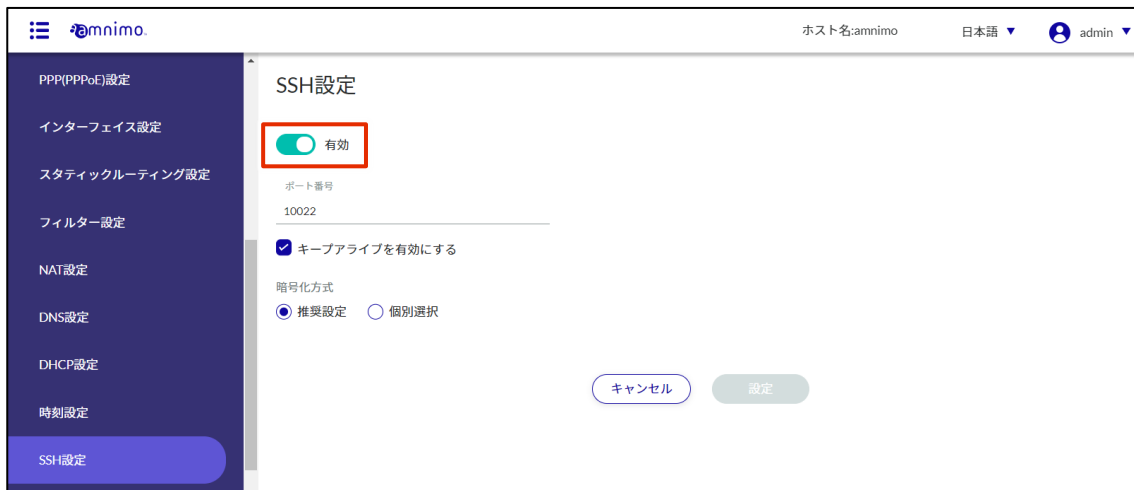 amnimo
ホスト名:amnimo
日本語
admin
PPP(PPPoE)設定
インターフェイス設定
スタティックルーティング設定
フィルター設定
NAT設定
DNS設定
DHCP設定
時刻設定
SSH設定
SSH設定
有効
ポート番号
10022
キープアライブを有効にする
暗号化方式
推奨設定 個別選択
キャンセル 設定